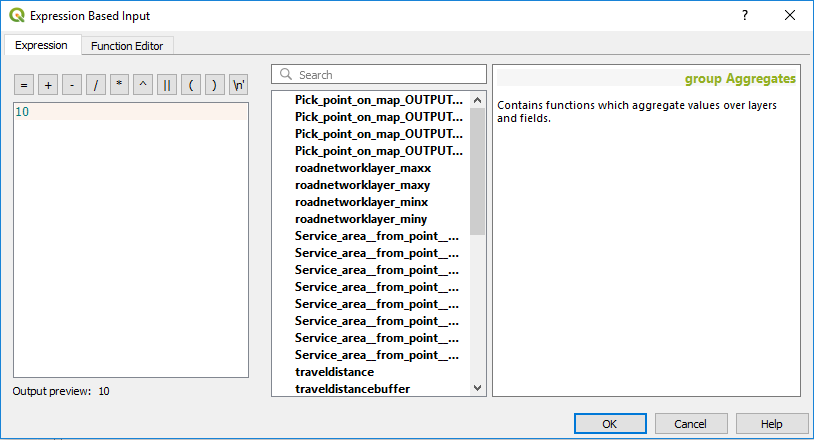 Expression Based Input
? 
Expression
Function Editor
= + - / * ^ || ( ) \n'
10
Output preview: 10
Search
Pick_point_on_map_OUTPUT...
Pick_point_on_map_OUTPUT...
Pick_point_on_map_OUTPUT...
Pick_point_on_map_OUTPUT...
roadnetworklayer_maxx
roadnetworklayer_maxy
roadnetworklayer_minx
roadnetworklayer_miny
Service_area__from_point__...
Service_area__from_point__...
Service_area__from_point__...
Service_area__from_point__...
Service_area__from_point__...
Service_area__from_point__...
Service_area__from_point__...
Service_area__from_point__...
traveldistance
traveldistancebuffer
group Aggregates
Contains functions which aggregate values over layers
and fields.
OK
Cancel
Help